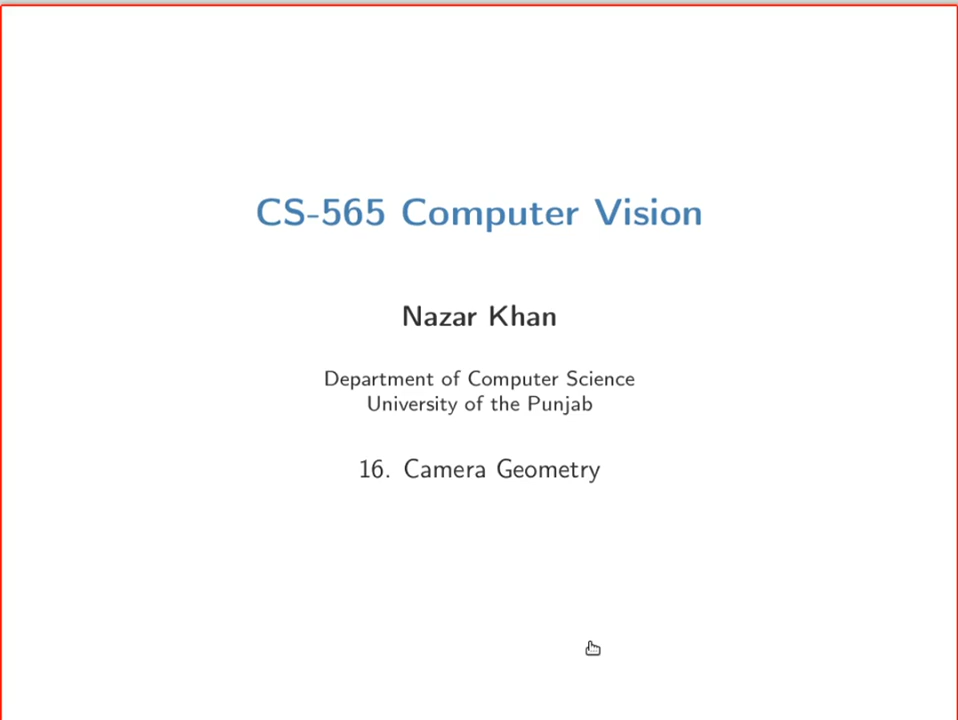 CS-565 Computer Vision
Nazar Khan
Department of Computer Science
University of the Punjab
16. Camera Geometry